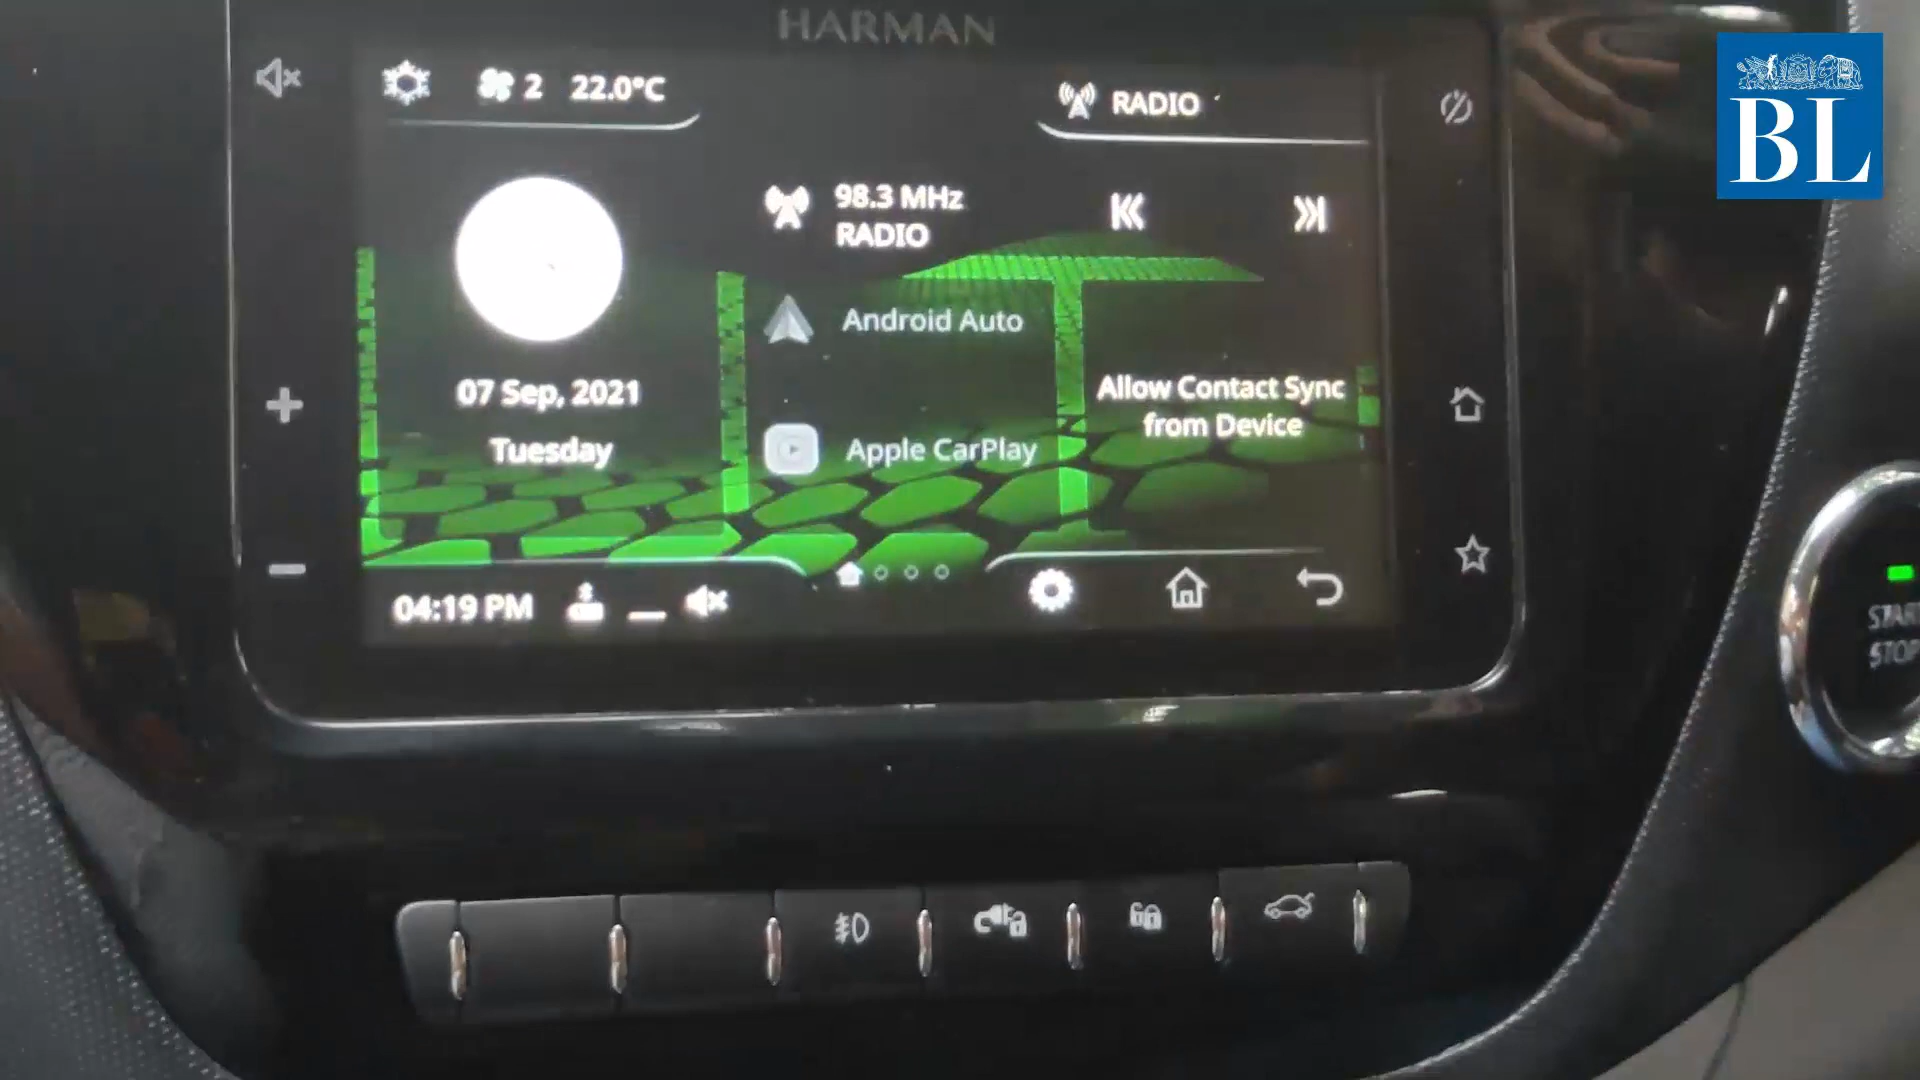 HARMAN
2 22.0°C
RADIO
98.3 MHz
RADIO
Android Auto
07 Sep, 2021
Tuesday
Apple CarPlay
Allow Contact Sync
from Device
04:19 PM
BL
START
STOP